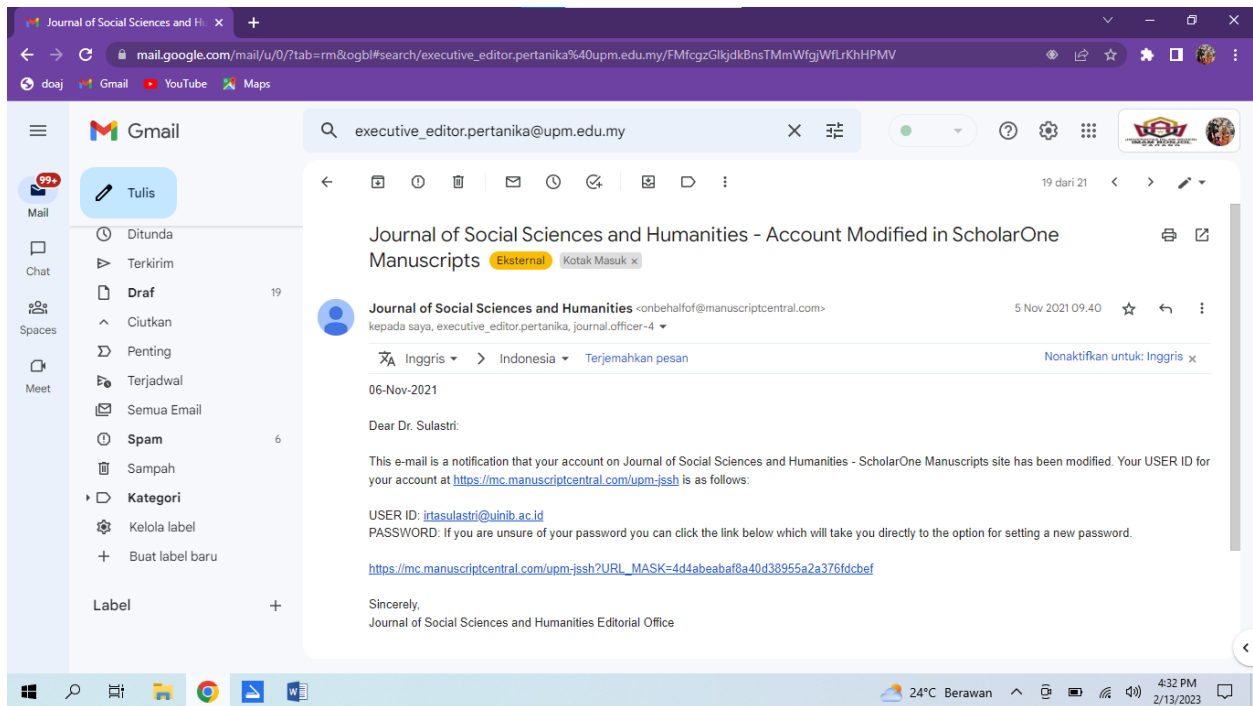 Journal of Social Sciences and Hu
mail.google.com/mail/u/0/?tab=rm&ogbl#search/executive_editor.pertanika%40upm.edu.my/FMfcgzGlkjdkBnsTMmWfgjWfLrKhHPMV
doaj Gmail YouTube Maps
Gmail
executive_editor.pertanika@upm.edu.my
IMAM BONJOL
PADANG
99+
Mail
Chat
Spaces
Meet
Tulis
Ditunda
Terkirim
Draf 19
Ciutkan
Penting
Terjadwal
Semua Email
Spam 6
Sampah
Kategori
Kelola label
Buat label baru
Label
19 dari 21
Journal of Social Sciences and Humanities - Account Modified in ScholarOne
Manuscripts Eksternal Kotak Masuk x
Journal of Social Sciences and Humanities <onbehalfof@manuscriptcentral.com> 5 Nov 2021 09.40
kepada saya, executive_editor.pertanika, journal.officer-4
Inggris > Indonesia Terjemahkan pesan Nonaktifkan untuk: Inggris x
06-Nov-2021
Dear Dr. Sulastri:
This e-mail is a notification that your account on Journal of Social Sciences and Humanities - ScholarOne Manuscripts site has been modified. Your USER ID for
your account at https://mc.manuscriptcentral.com/upm-jssh is as follows:
USER ID: irtasulastri@uinib.ac.id
PASSWORD: If you are unsure of your password you can click the link below which will take you directly to the option for setting a new password.
https://mc.manuscriptcentral.com/upm-jssh?URL_MASK=4d4abeabaf8a40d38955a2a376fdcbef
Sincerely,
Journal of Social Sciences and Humanities Editorial Office
24°C Berawan
4:32 PM
2/13/2023